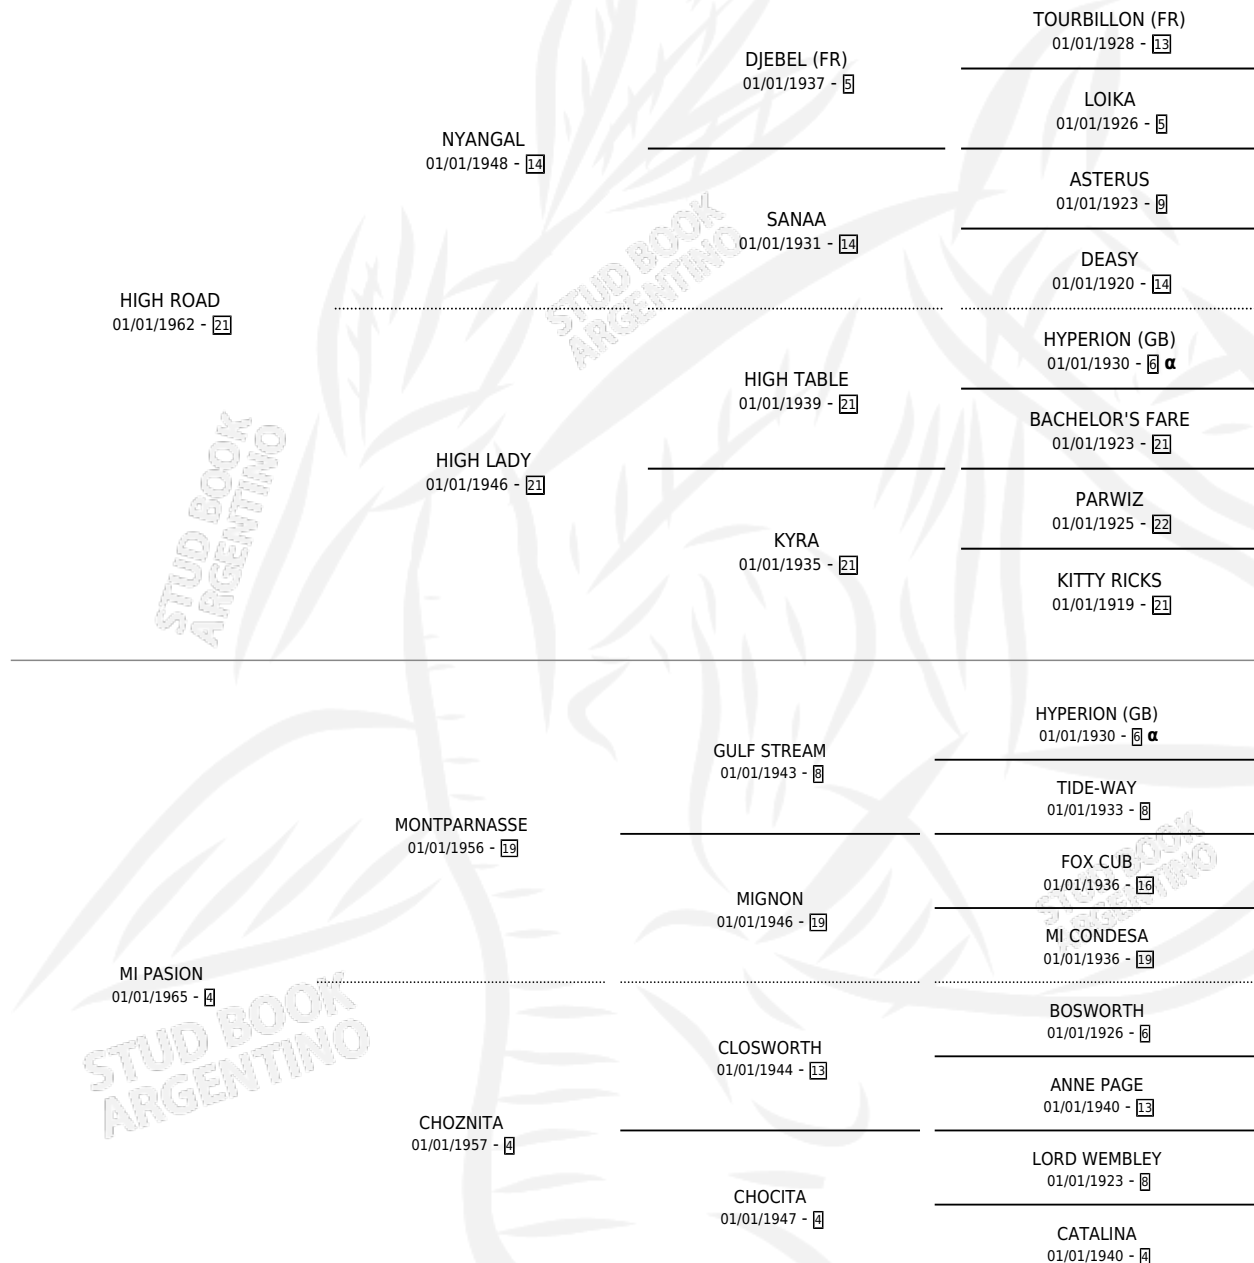 TOURBILLON (FR)
01/01/1928 - 13
DJEBEL (FR)
01/01/1937 - 5
LOIKA
01/01/1926 - 5
NYANGAL
01/01/1948 - 14
ASTERUS
01/01/1923 - 9
SANAA
01/01/1931 - 14
DEASY
01/01/1920 - 14
HIGH ROAD
01/01/1962 - 21
HYPERION (GB)
01/01/1930 - 6 α
HIGH TABLE
01/01/1939 - 21
BACHELOR'S FARE
01/01/1923 - 21
HIGH LADY
01/01/1946 - 21
PARWIZ
01/01/1925 - 22
KYRA
01/01/1935 - 21
KITTY RICKS
01/01/1919 - 21
HYPERION (GB)
01/01/1930 - 6 α
GULF STREAM
01/01/1943 - 8
TIDE-WAY
01/01/1933 - 8
MONTPARNASSE
01/01/1956 - 19
FOX CUB
01/01/1936 - 16
MIGNON
01/01/1946 - 19
MI CONDESA
01/01/1936 - 19
MI PASION
01/01/1965 - 4
BOSWORTH
01/01/1926 - 6
CLOSWORTH
01/01/1944 - 13
ANNE PAGE
01/01/1940 - 13
CHOZNITA
01/01/1957 - 4
LORD WEMBLEY
01/01/1923 - 8
CHOCITA
01/01/1947 - 4
CATALINA
01/01/1940 - 4
STUD BOOK
ARGENTINO
STUD BOOK
ARGENTINO
STUD BOOK
ARGENTINO
STUD BOOK
ARGENTINO